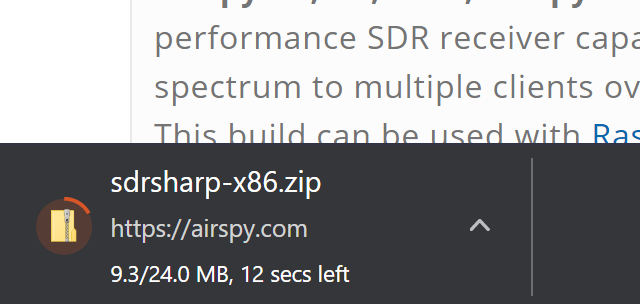 performance SDR receiver capa
spectrum to multiple clients ov
This build can be used with Ras
sdrsharp-x86.zip
https://airspy.com
9.3/24.0 MB, 12 secs left